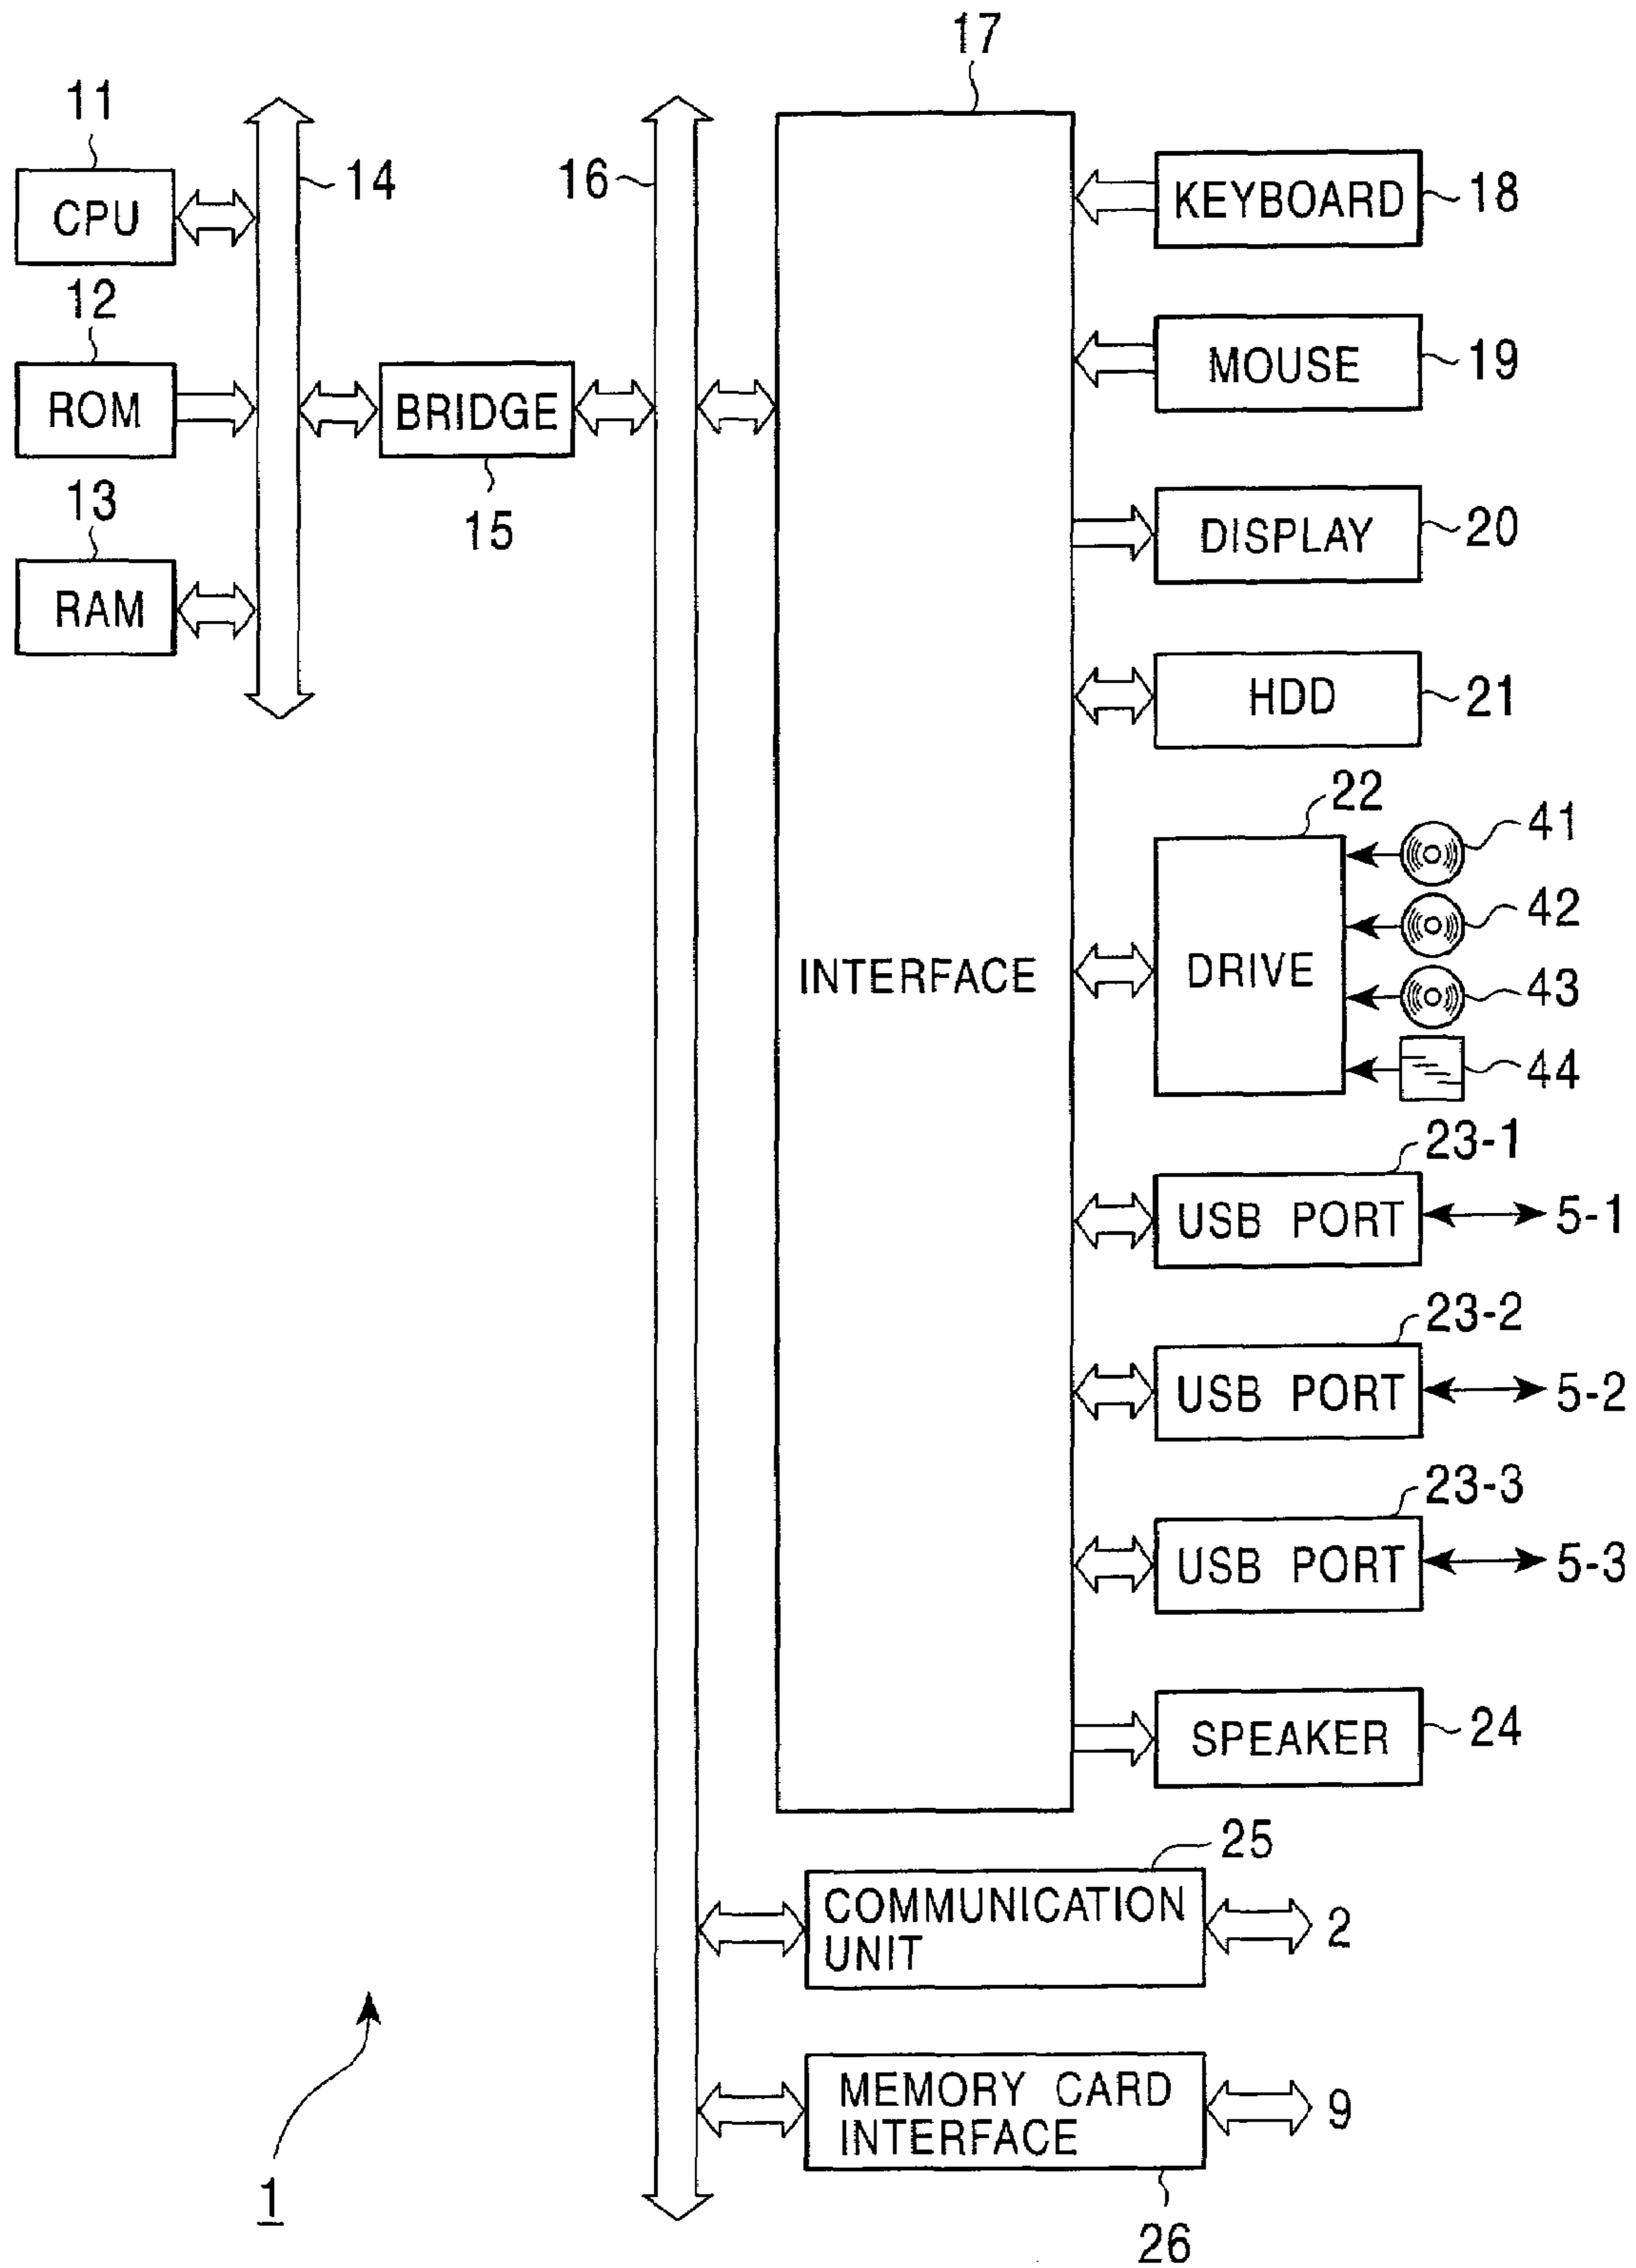 17
11
14
16
CPU
KEYBOARD
18
12
ROM
BRIDGE
MOUSE
19
13
15
RAM
DISPLAY
20
HDD
21
22
41
42
INTERFACE
DRIVE
43
44
23-1
USB PORT
5-1
23-2
USB PORT
5-2
23-3
USB PORT
5-3
SPEAKER
24
25
COMMUNICATION
UNIT
2
MEMORY CARD
INTERFACE
9
1
26